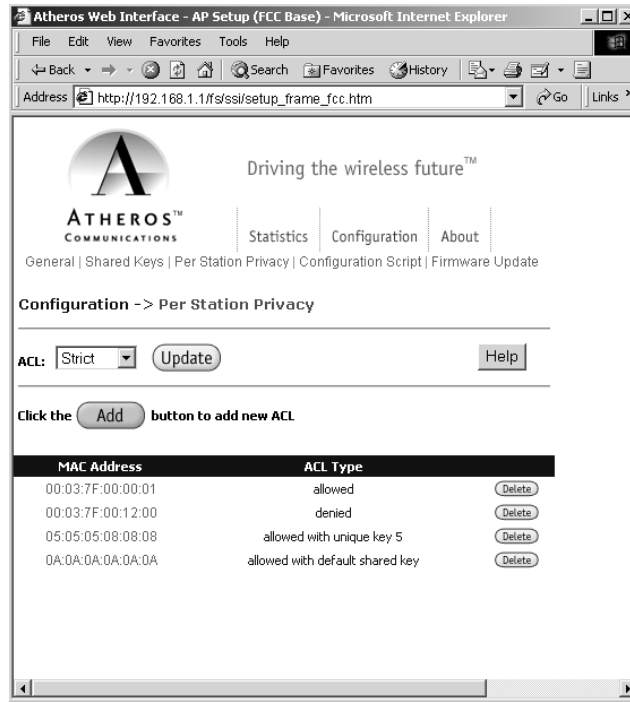 Atheros Web Interface - AP Setup (FCC Base) - Microsoft Internet Explorer
File Edit View Favorites Tools Help
Back Search Favorites History
Address http://192.168.1.1/fs/ssi/setup_frame_fcc.htm Go Links
Driving the wireless future™
ATHEROS™
COMMUNICATIONS
Statistics Configuration About
General | Shared Keys | Per Station Privacy | Configuration Script | Firmware Update
Configuration -> Per Station Privacy
ACL: Strict Update Help
Click the Add button to add new ACL
MAC Address ACL Type
00:03:7F:00:00:01 allowed Delete
00:03:7F:00:12:00 denied Delete
05:05:05:08:08:08 allowed with unique key 5 Delete
0A:0A:0A:0A:0A:0A allowed with default shared key Delete